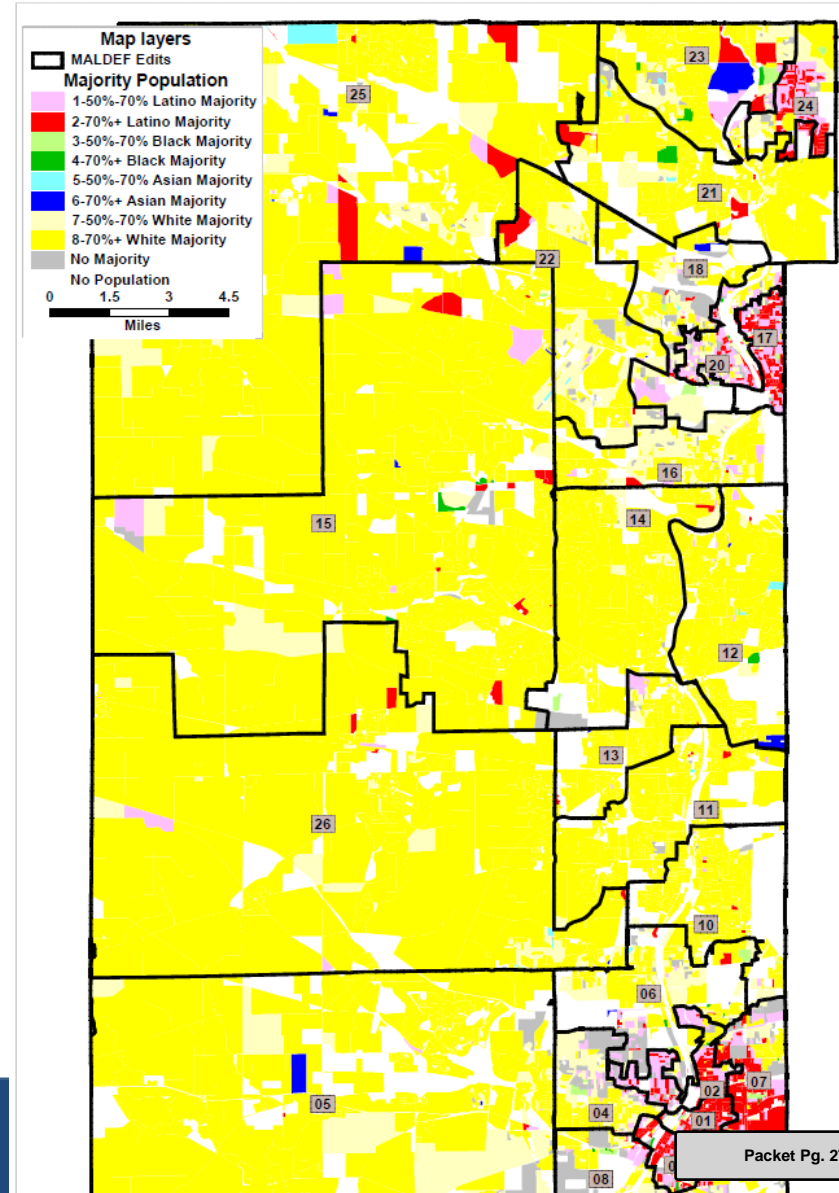 Map layers
MALDEF Edits
Majority Population
1-50%-70% Latino Majority
2-70%+ Latino Majority
3-50%-70% Black Majority
4-70%+ Black Majority
5-50%-70% Asian Majority
6-70%+ Asian Majority
7-50%-70% White Majority
8-70%+ White Majority
No Majority
No Population
0 1.5 3 4.5
Miles
23
25
24
21
22
18
17
20
16
15
14
12
13
11
26
10
06
07
02
05
04
01
08
Packet Pg. 2